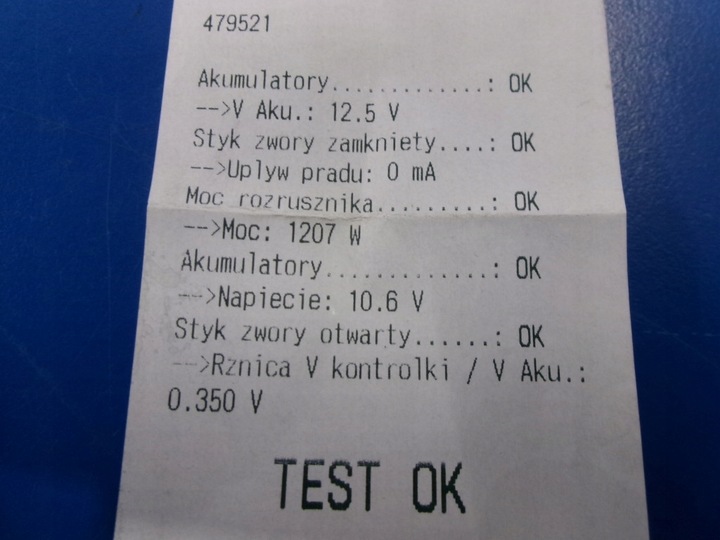 479521
Akumulatory.............: OK
-->V Aku.: 12.5 V
Styk zwory zamkniety....: OK
-->Uplyw pradu: 0 mA
Moc rozrusznika.........: OK
-->Moc: 1207 W
Akumulatory.............: OK
-->Napiecie: 10.6 V
Styk zwory otwarty......: OK
-->Rznica V kontrolki / V Aku.:
0.350 V
TEST OK